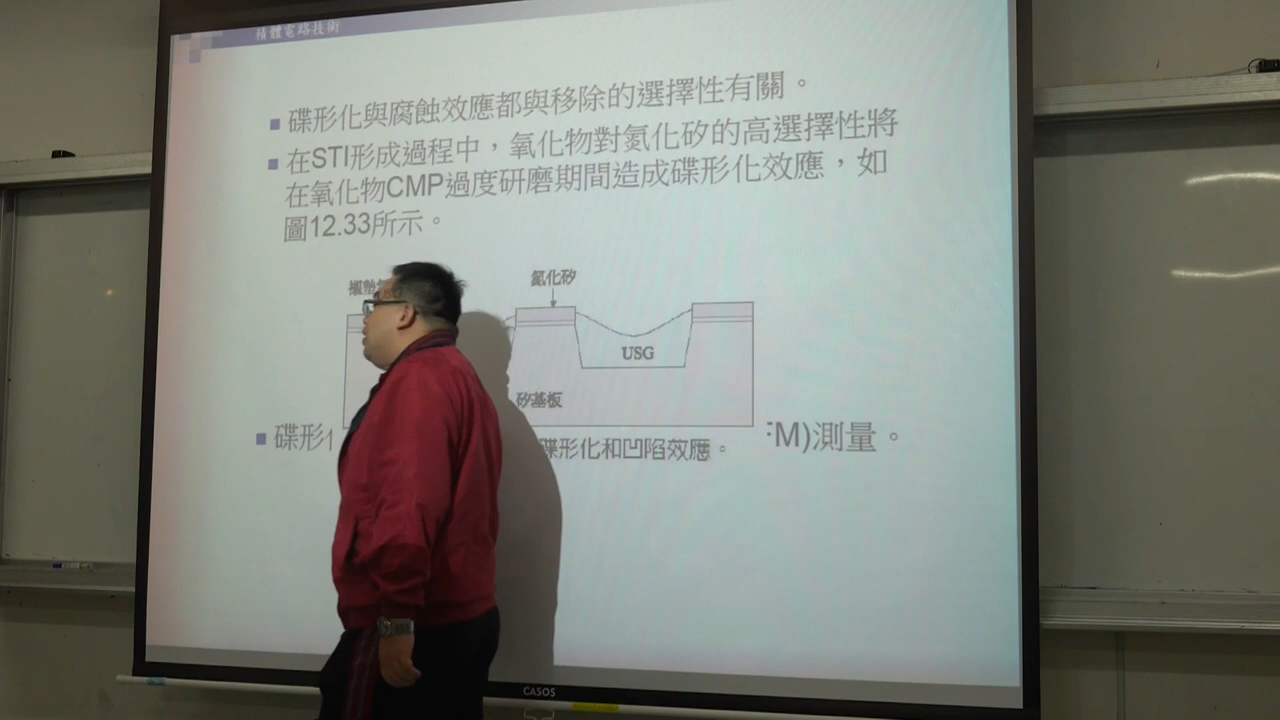 積體電路技術
碟形化與腐蝕效應都與移除的選擇性有關。
在STI形成過程中，氧化物對氮化矽的高選擇性將
在氧化物CMP過度研磨期間造成碟形化效應，如
圖12.33所示。
襯墊
氮化矽
USG
矽基板
碟形化和凹陷效應。
碟形 M)測量。
CASOS